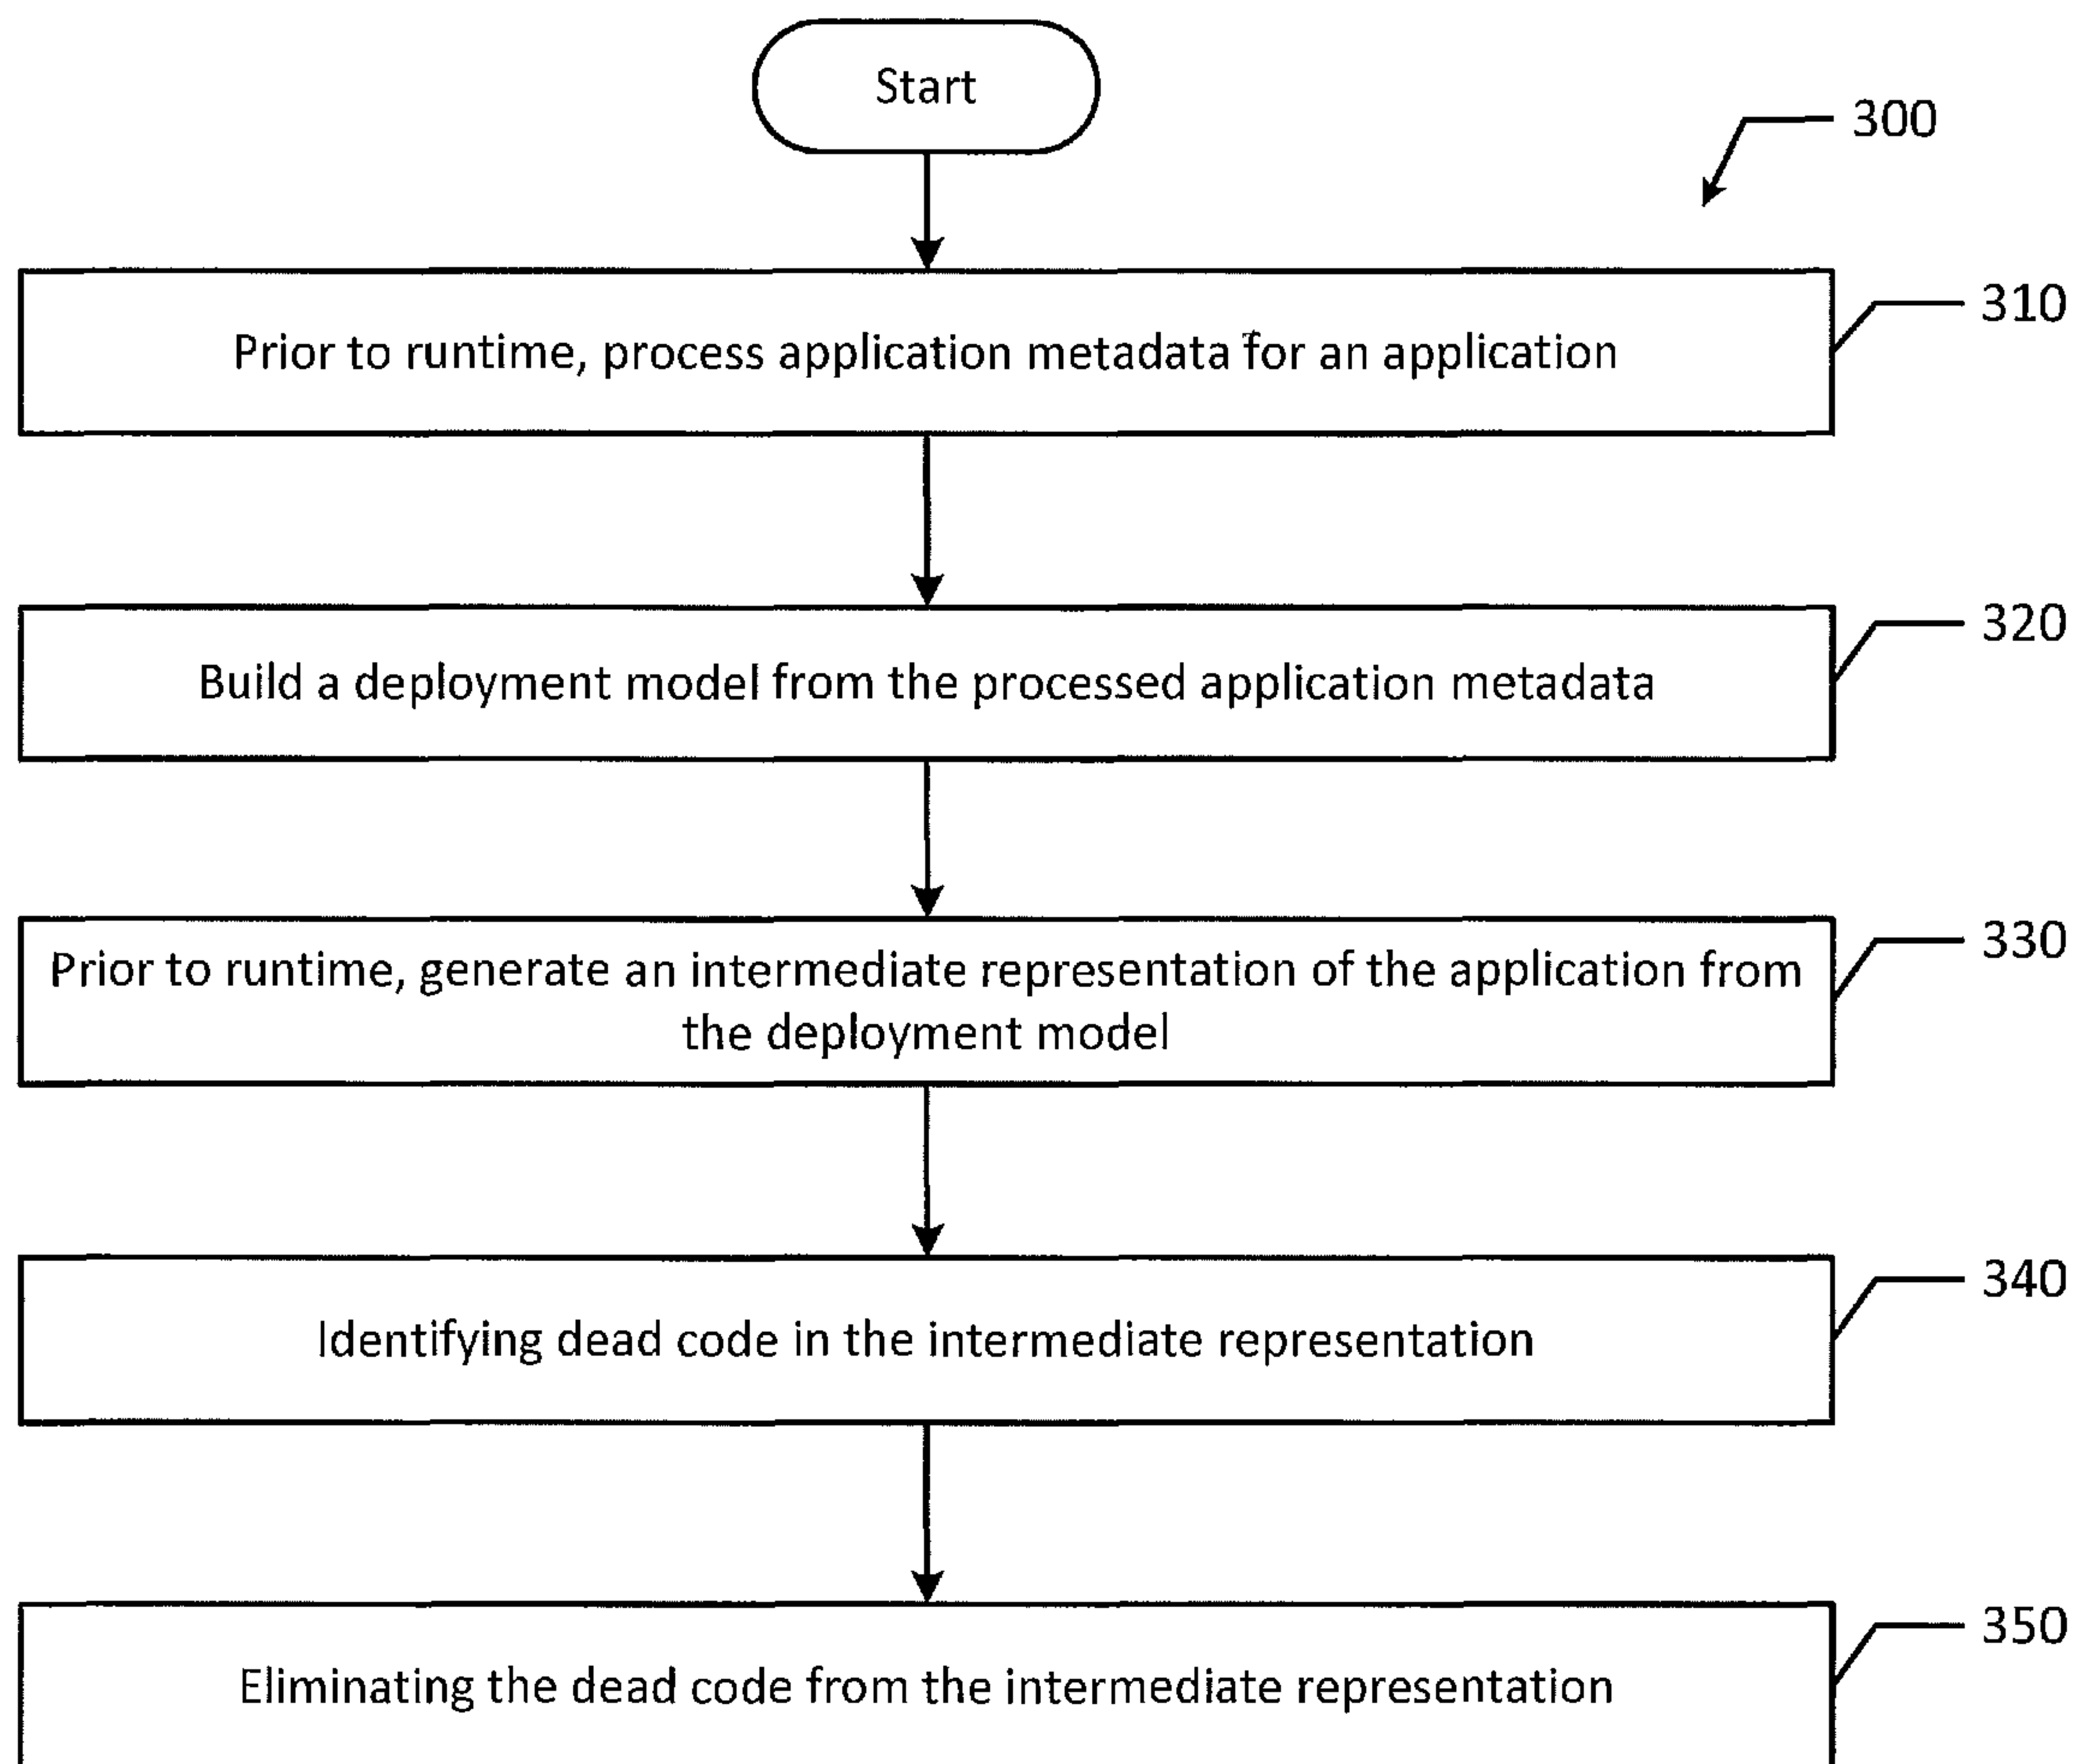 Start
300
310
Prior to runtime, process application metadata for an application
320
Build a deployment model from the processed application metadata
330
Prior to runtime, generate an intermediate representation of the application from
the deployment model
340
Identifying dead code in the intermediate representation
350
Eliminating the dead code from the intermediate representation